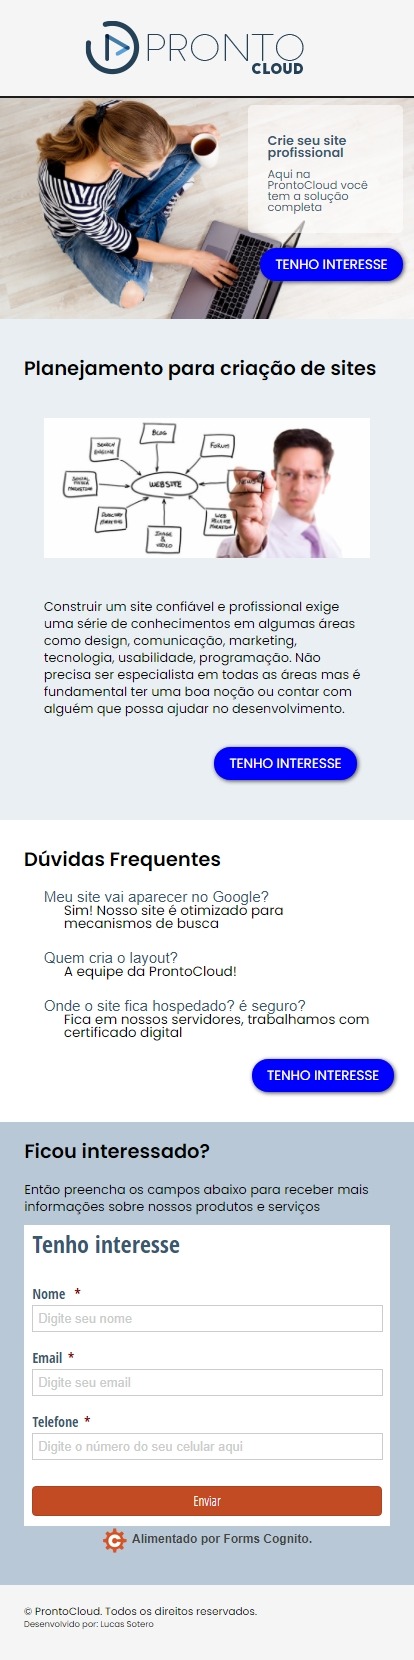 PRONTO
CLOUD
Crie seu site
profissional
Aqui na
ProntoCloud você
tem a solução
completa
TENHO INTERESSE
Planejamento para criação de sites
BLOG
SEARCH
ENGINE
FORUM
SOCIAL
MEDIA
MARKETING
WEBSITE
NEWS
DIRECTORY
MARKETING
IMAGE
&
VIDEO
WEB
MARKETING
Construir um site confiável e profissional exige
uma série de conhecimentos em algumas áreas
como design, comunicação, marketing,
tecnologia, usabilidade, programação. Não
precisa ser especialista em todas as áreas mas é
fundamental ter uma boa noção ou contar com
alguém que possa ajudar no desenvolvimento.
TENHO INTERESSE
Dúvidas Frequentes
Meu site vai aparecer no Google?
Sim! Nosso site é otimizado para
mecanismos de busca
Quem cria o layout?
A equipe da ProntoCloud!
Onde o site fica hospedado? é seguro?
Fica em nossos servidores, trabalhamos com
certificado digital
TENHO INTERESSE
Ficou interessado?
Então preencha os campos abaixo para receber mais
informações sobre nossos produtos e serviços
Tenho interesse
Nome *
Digite seu nome
Email *
Digite seu email
Telefone *
Digite o número do seu celular aqui
Enviar
Alimentado por Forms Cognito.
© ProntoCloud. Todos os direitos reservados.
Desenvolvido por: Lucas Sotero